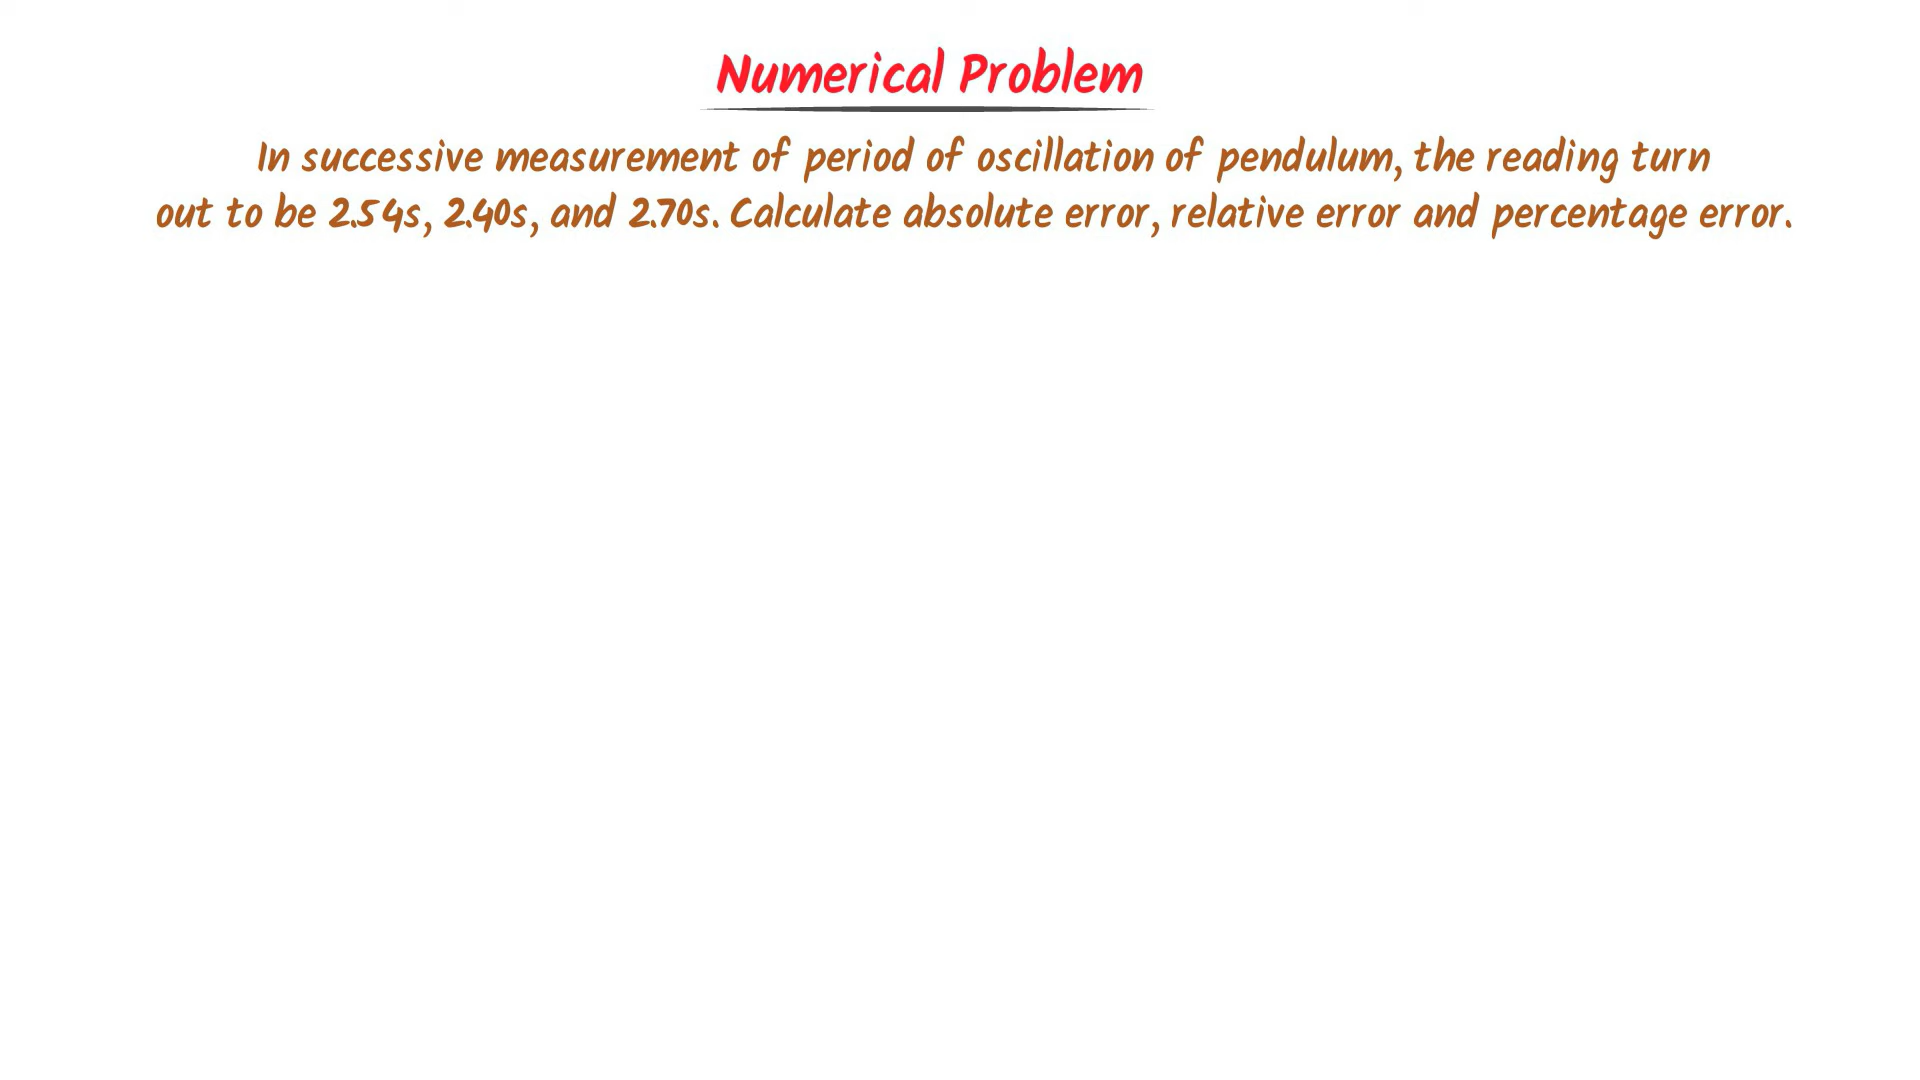 Numerical Problem
In successive measurement of period of oscillation of pendulum, the reading turn
out to be 2.54s, 2.40s, and 2.70s. Calculate absolute error, relative error and percentage error.